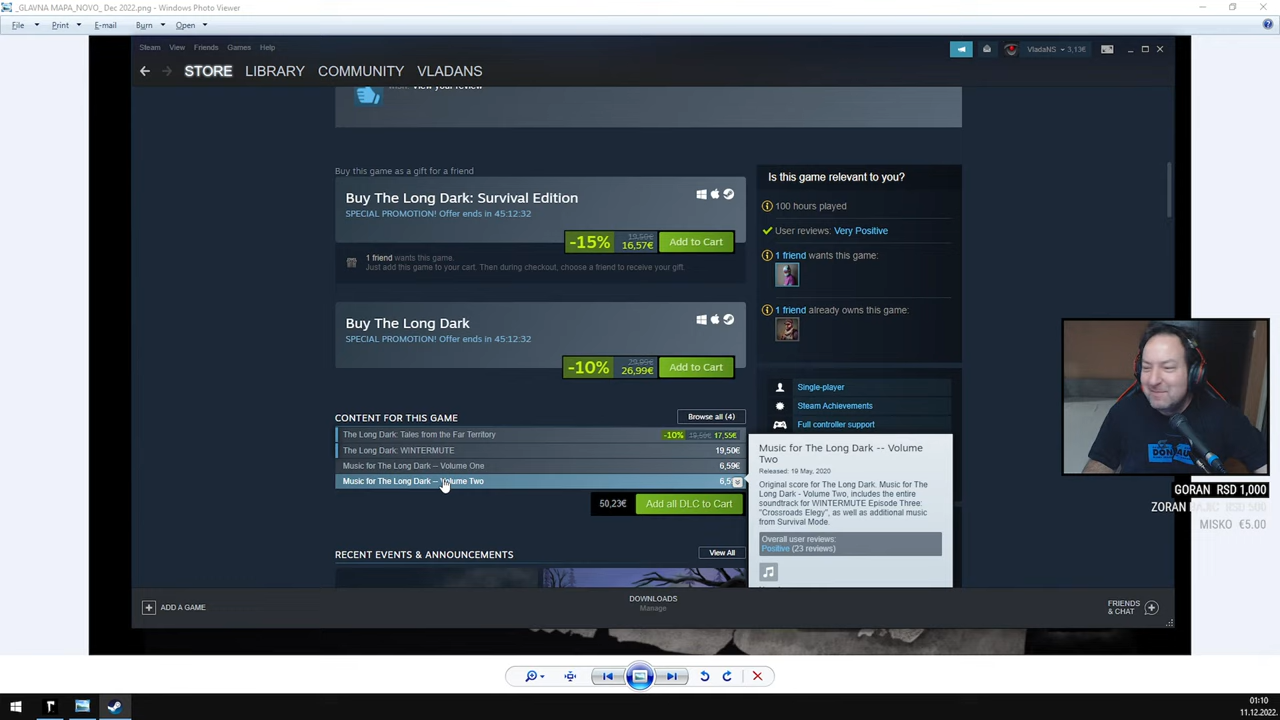 _GLAVNA MAPA_NOVO_ Dec 2022.png - Windows Photo Viewer
File Print E-mail Burn Open
Steam View Friends Games Help
VladaNS 3,13€
STORE LIBRARY COMMUNITY VLADANS
View your review
Buy this game as a gift for a friend
Buy The Long Dark: Survival Edition
SPECIAL PROMOTION! Offer ends in 45:12:32
-15% 19,50€ 16,57€ Add to Cart
1 friend wants this game.
Just add this game to your cart. Then during checkout, choose a friend to receive your gift.
Buy The Long Dark
SPECIAL PROMOTION! Offer ends in 45:12:32
-10% 26,99€ Add to Cart
CONTENT FOR THIS GAME Browse all (4)
The Long Dark: Tales from the Far Territory -10% 19,50€ 17,55€
The Long Dark: WINTERMUTE 19,50€
Music for The Long Dark -- Volume One 6,59€
Music for The Long Dark -- Volume Two
50,23€ Add all DLC to Cart
RECENT EVENTS & ANNOUNCEMENTS View All
Is this game relevant to you?
100 hours played
User reviews: Very Positive
1 friend wants this game:
1 friend already owns this game:
Single-player
Steam Achievements
Full controller support
Music for The Long Dark -- Volume
Two
Released: 19 May, 2020
Original score for The Long Dark. Music for The
Long Dark - Volume Two, includes the entire
soundtrack for WINTERMUTE Episode Three:
"Crossroads Elegy", as well as additional music
from Survival Mode.
Overall user reviews:
Positive (23 reviews)
GORAN RSD 1,000
ZORAN RSD 500
MISKO €5.00
ADD A GAME
DOWNLOADS
Manage
FRIENDS
& CHAT
01:10
11.12.2022.